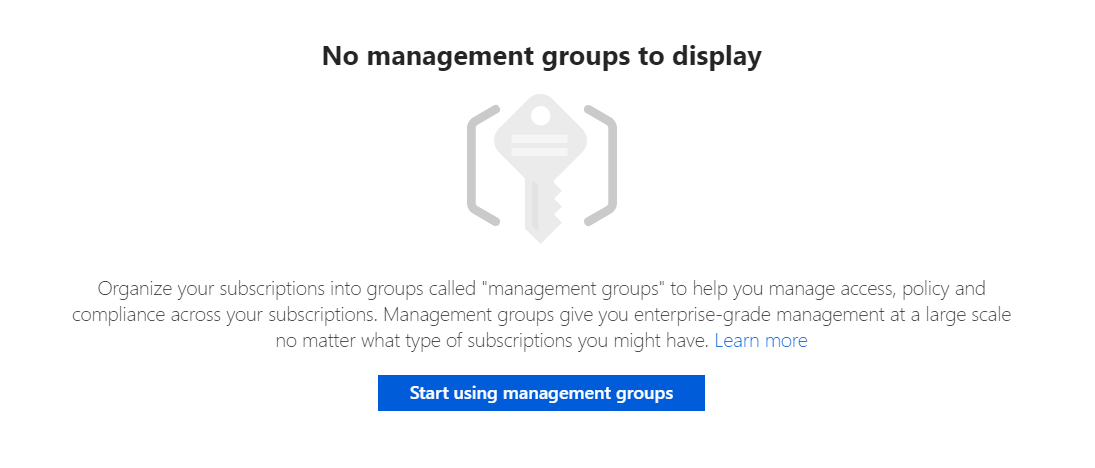 No management groups to display
Organize your subscriptions into groups called "management groups" to help you manage access, policy and
compliance across your subscriptions. Management groups give you enterprise-grade management at a large scale
no matter what type of subscriptions you might have. Learn more
Start using management groups